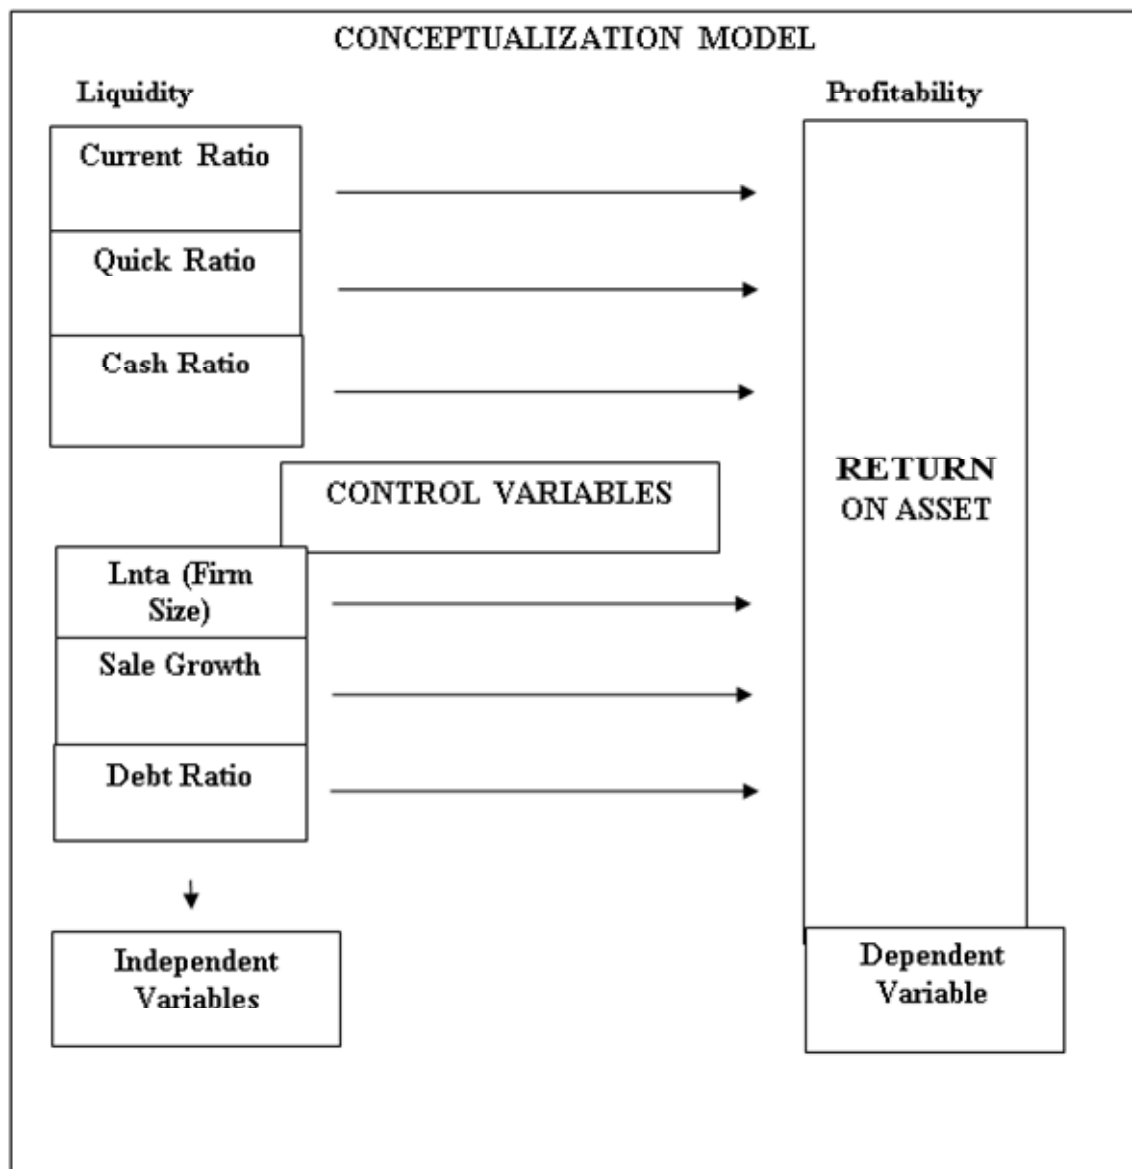 CONCEPTUALIZATION MODEL
Liquidity
Profitability
Current Ratio
Quick Ratio
Cash Ratio
RETURN
ON ASSET
CONTROL VARIABLES
Lnta (Firm
Size)
Sale Growth
Debt Ratio
Independent
Variables
Dependent
Variable